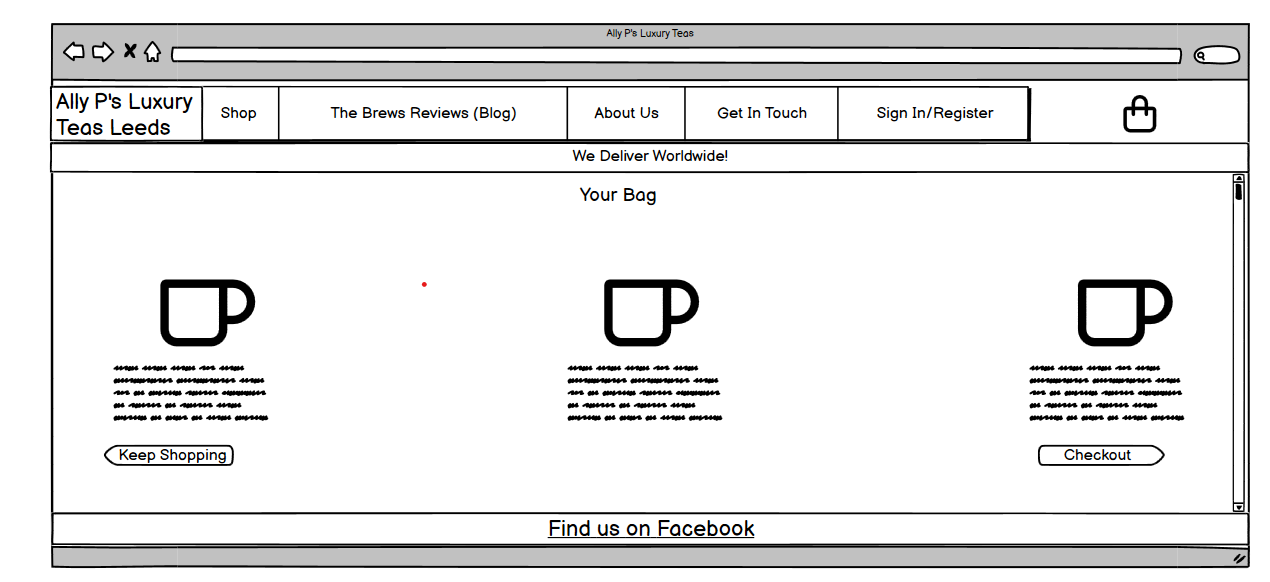 Ally P's Luxury Teas
Ally P's Luxury
Teas Leeds
Shop
The Brews Reviews (Blog)
About Us
Get In Touch
Sign In/Register
We Deliver Worldwide!
Your Bag
Keep Shopping
Checkout
Find us on Facebook